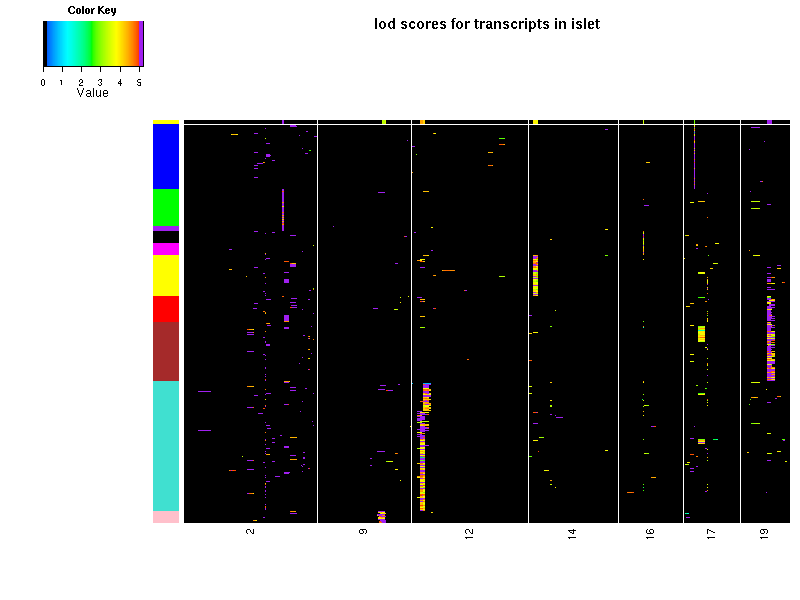 Color Key
0 1 2 3 4 5
Value
lod scores for transcripts in islet
2 9 12 14 16 17 19